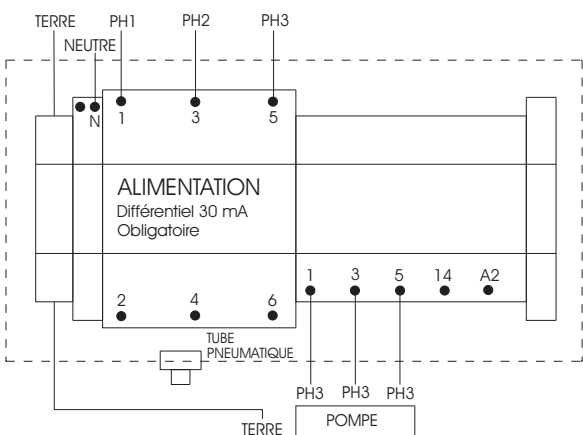 TERRE PH1 PH2 PH3
NEUTRE
N 1 3 5
ALIMENTATION
Différentiel 30 mA
Obligatoire
1 3 5 14 A2
2 4 6
TUBE
PNEUMATIQUE
PH3 PH3 PH3
POMPE
TERRE